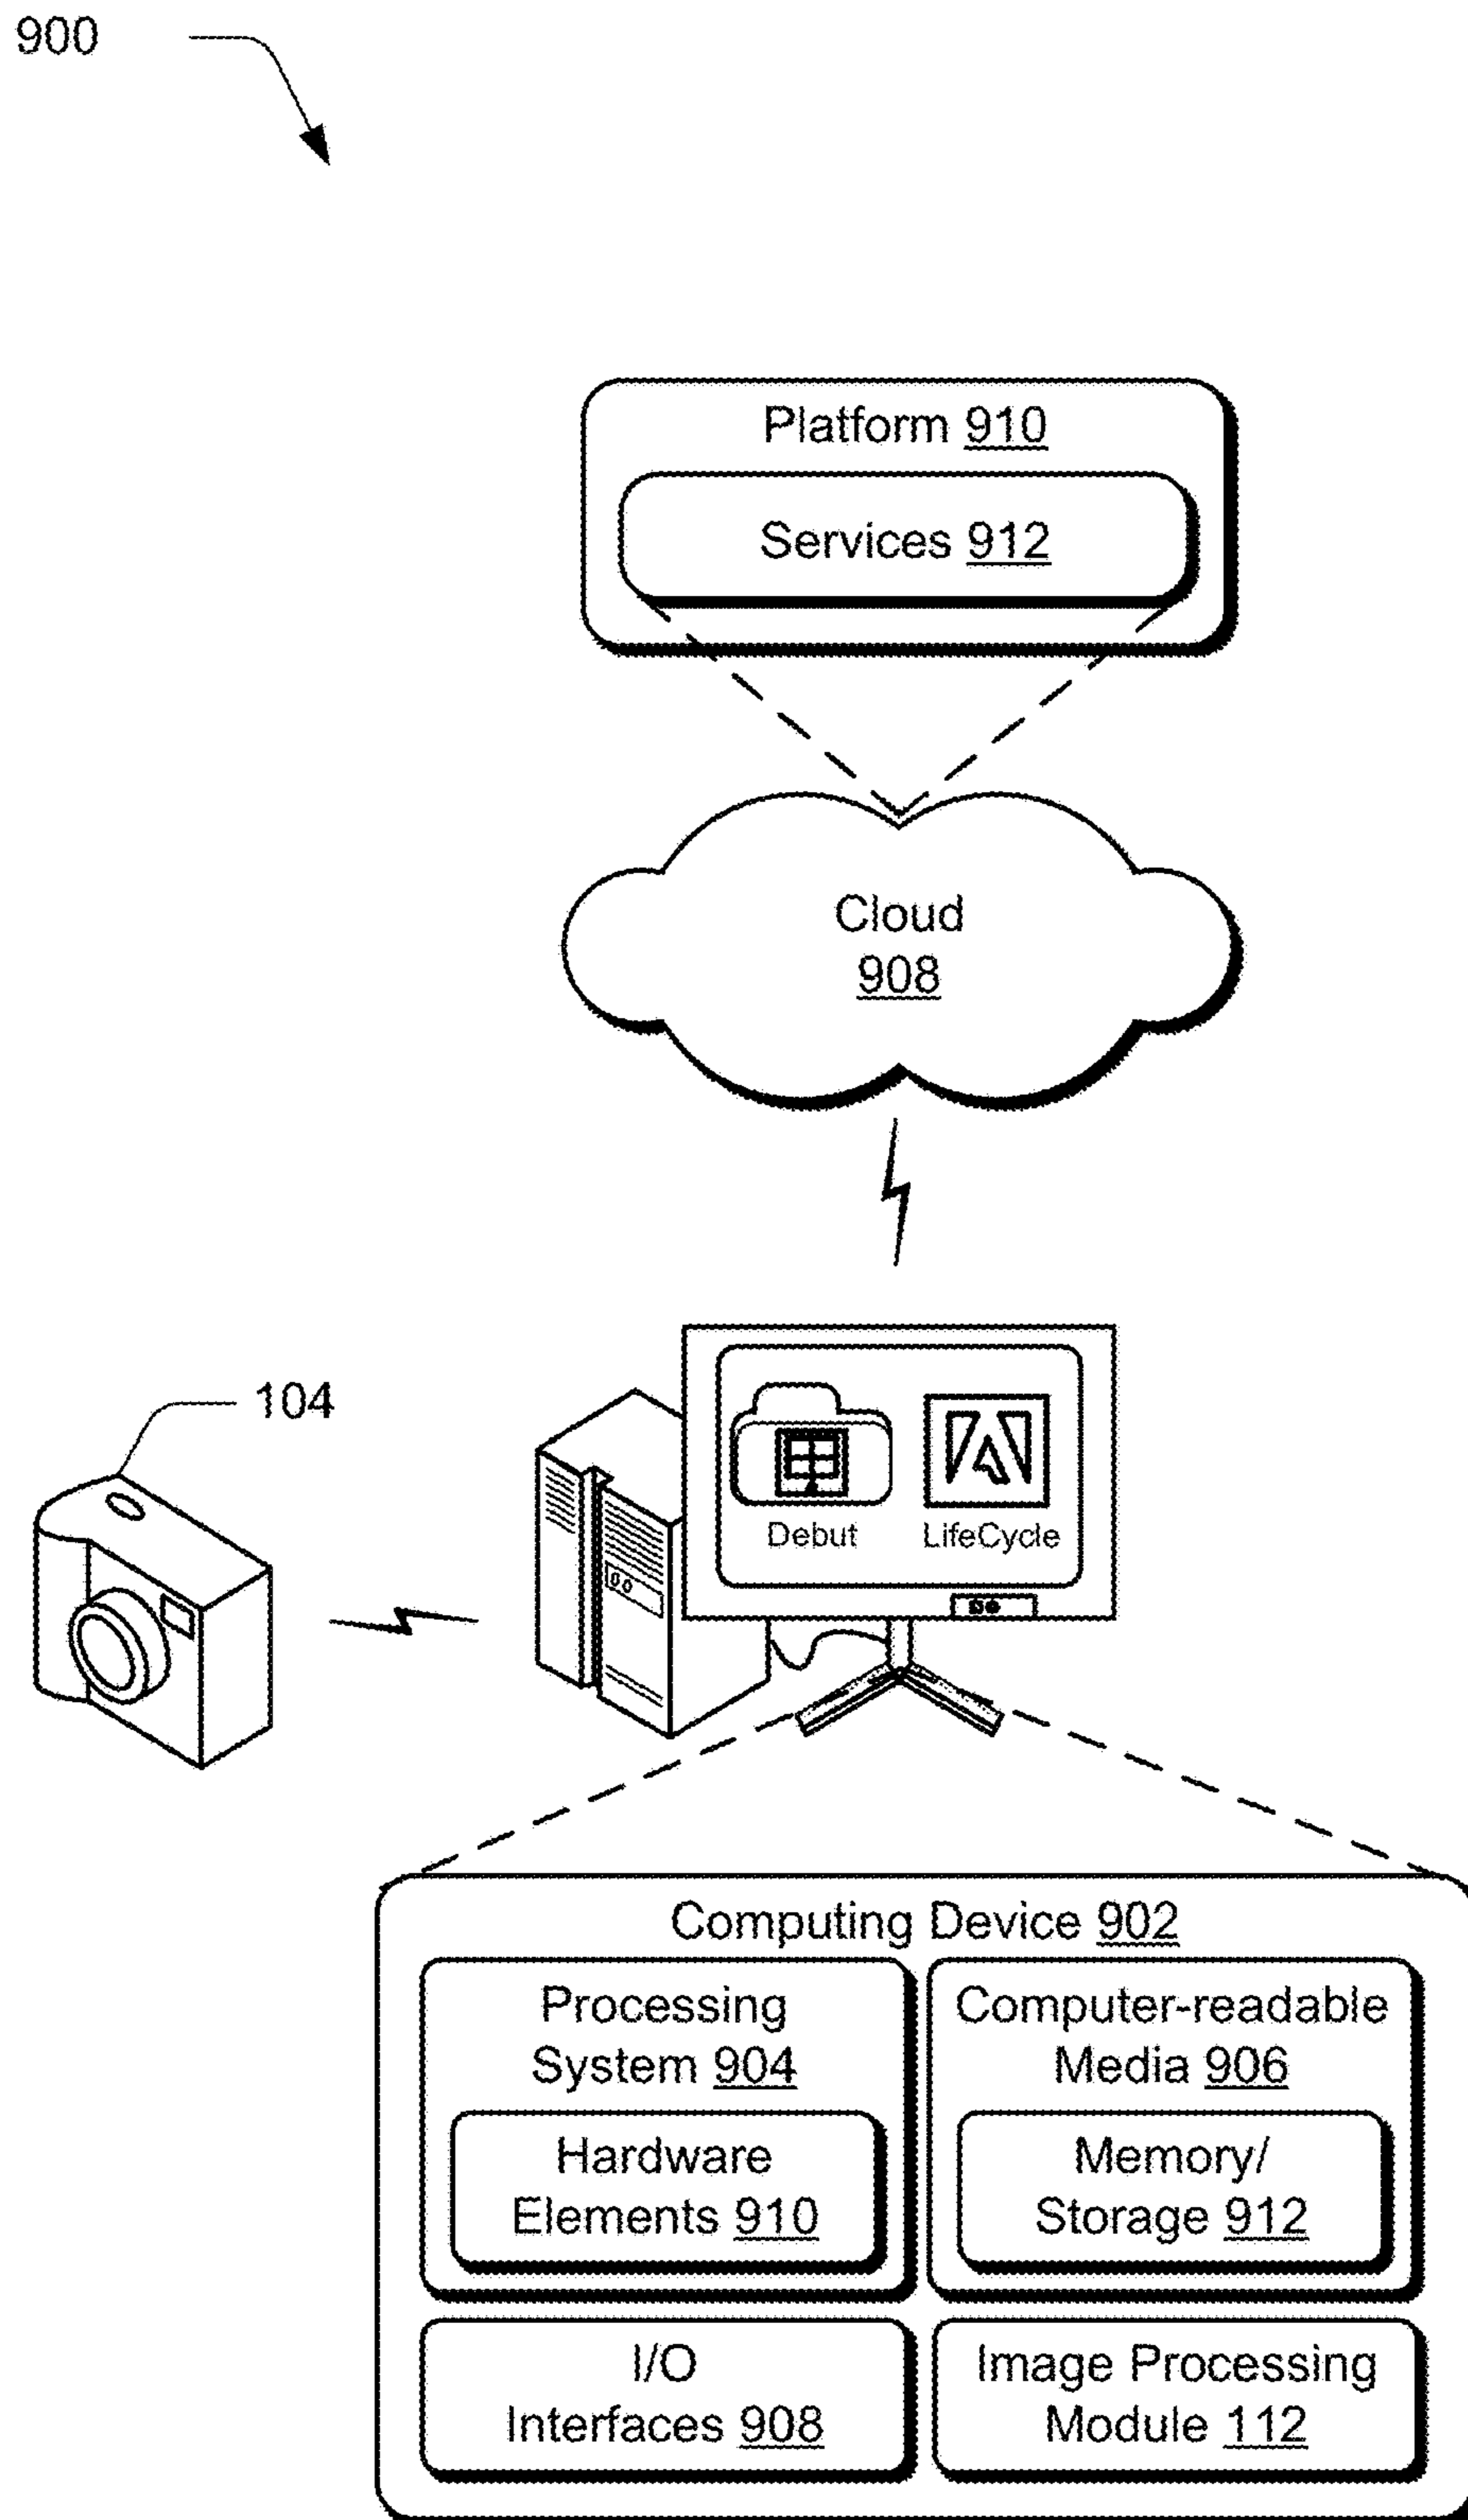 900
Platform 910
Services 912
Cloud
908
104
Debut
LifeCycle
Computing Device 902
Processing
System 904
Hardware
Elements 910
Computer-readable
Media 906
Memory/
Storage 912
I/O
Interfaces 908
Image Processing
Module 112